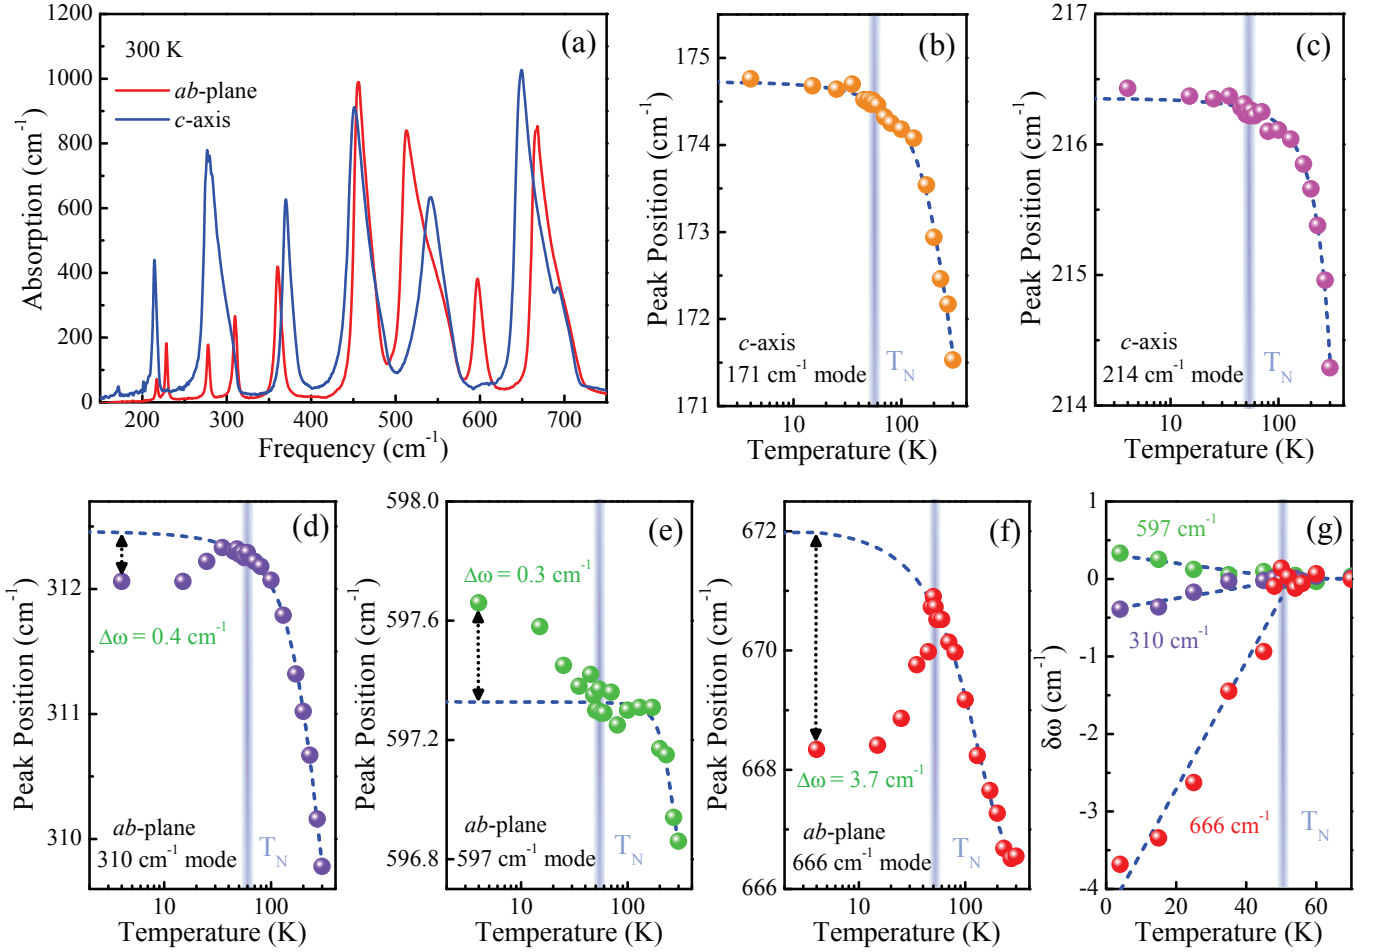 (a)
300 K
ab-plane
c-axis
Absorption (cm-1)
1200
1000
800
600
400
200
0
200
300
400
500
600
700
Frequency (cm-1)
(b)
Peak Position (cm-1)
175
174
173
172
171
c-axis
171 cm-1 mode
TN
10
100
Temperature (K)
(c)
Peak Position (cm-1)
217
216
215
214
c-axis
214 cm-1 mode
TN
10
100
Temperature (K)
(d)
Peak Position (cm-1)
312
311
310
Δω = 0.4 cm-1
ab-plane
310 cm-1 mode
TN
10
100
Temperature (K)
(e)
Peak Position (cm-1)
598.0
597.6
597.2
596.8
Δω = 0.3 cm-1
ab-plane
597 cm-1 mode
TN
10
100
Temperature (K)
(f)
Peak Position (cm-1)
672
670
668
666
Δω = 3.7 cm-1
ab-plane
666 cm-1 mode
TN
10
100
Temperature (K)
(g)
δω (cm-1)
1
0
-1
-2
-3
-4
597 cm-1
310 cm-1
666 cm-1
TN
0
20
40
60
Temperature (K)